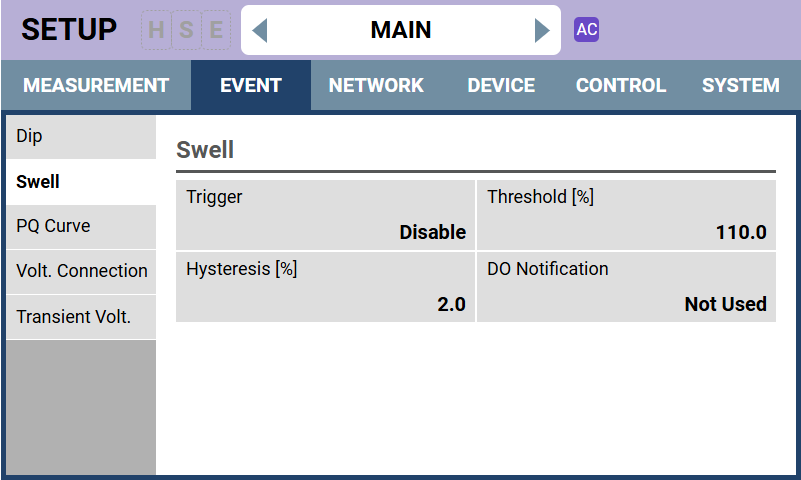 SETUP H S E MAIN AC
MEASUREMENT EVENT NETWORK DEVICE CONTROL SYSTEM
Dip
Swell
PQ Curve
Volt. Connection
Transient Volt.
Swell
Trigger
Disable
Threshold [%]
110.0
Hysteresis [%]
2.0
DO Notification
Not Used